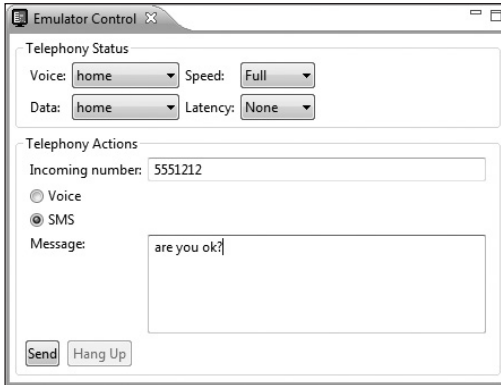 Emulator Control
Telephony Status
Voice: home Speed: Full
Data: home Latency: None
Telephony Actions
Incoming number: 5551212
Voice
SMS
Message: are you ok?
Send Hang Up